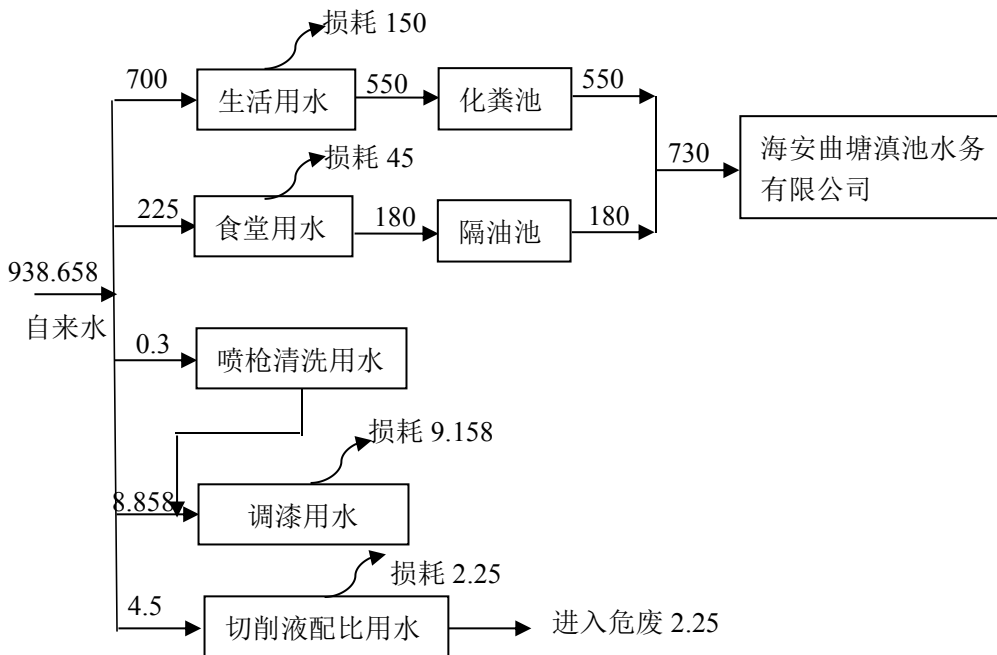 损耗 150
700
生活用水
550
化粪池
550
损耗 45
730
海安曲塘滇池水务
有限公司
225
食堂用水
180
隔油池
180
938.658
自来水
0.3
喷枪清洗用水
损耗 9.158
8.858
调漆用水
损耗 2.25
4.5
切削液配比用水
进入危废 2.25